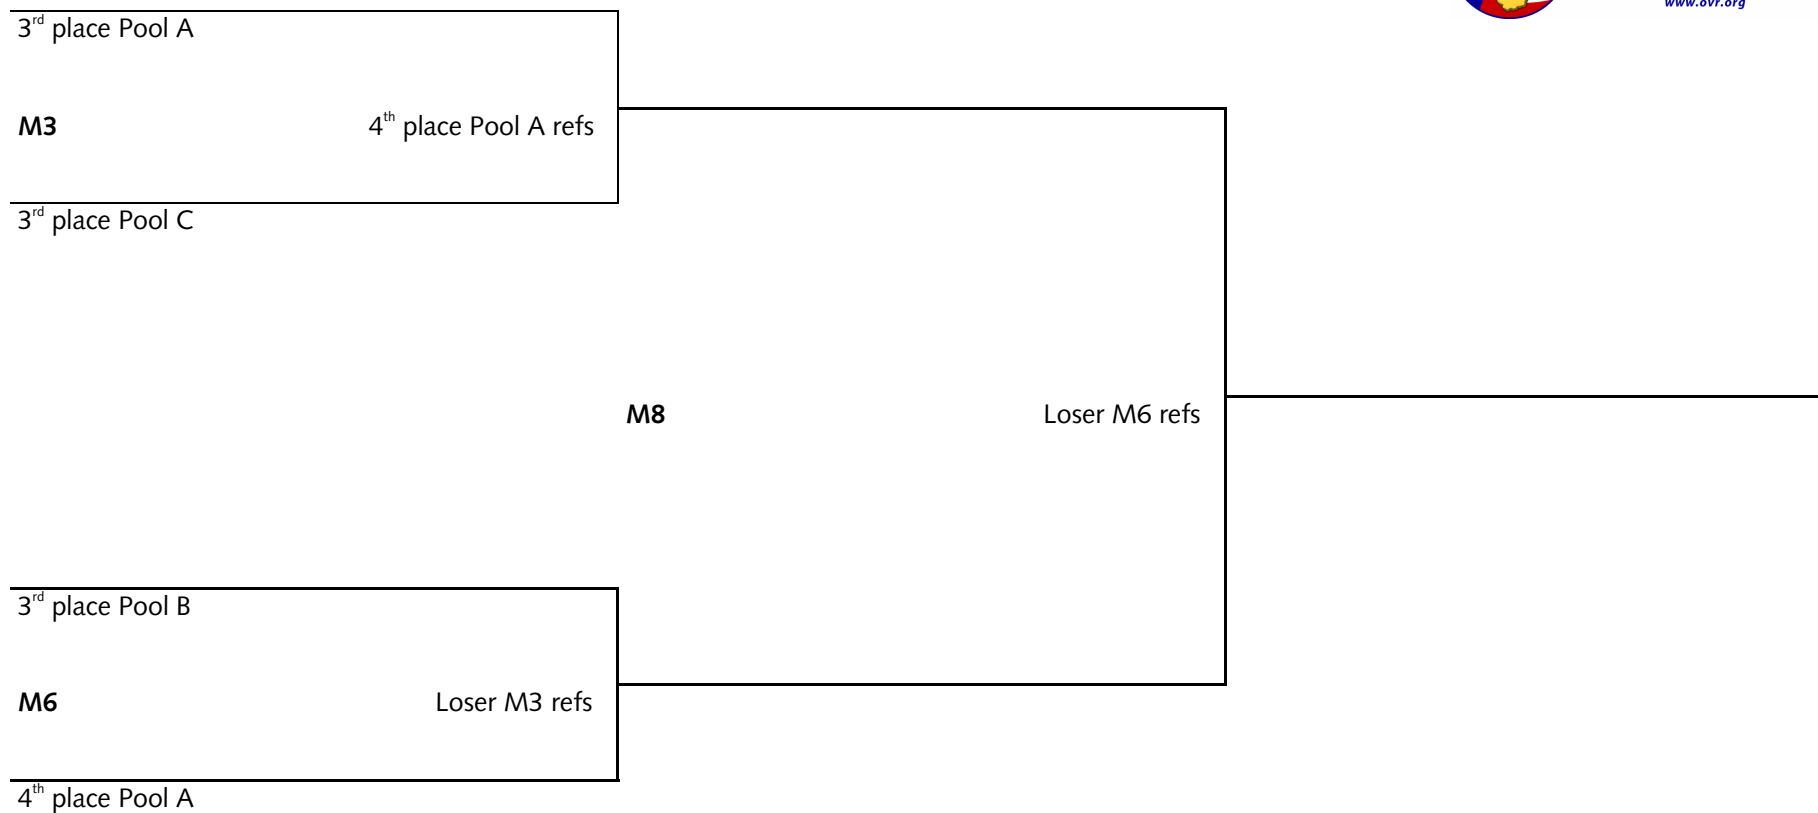 www.ovr.org
3rd place Pool A
M3 4th place Pool A refs
3rd place Pool C
M8 Loser M6 refs
3rd place Pool B
M6 Loser M3 refs
4th place Pool A